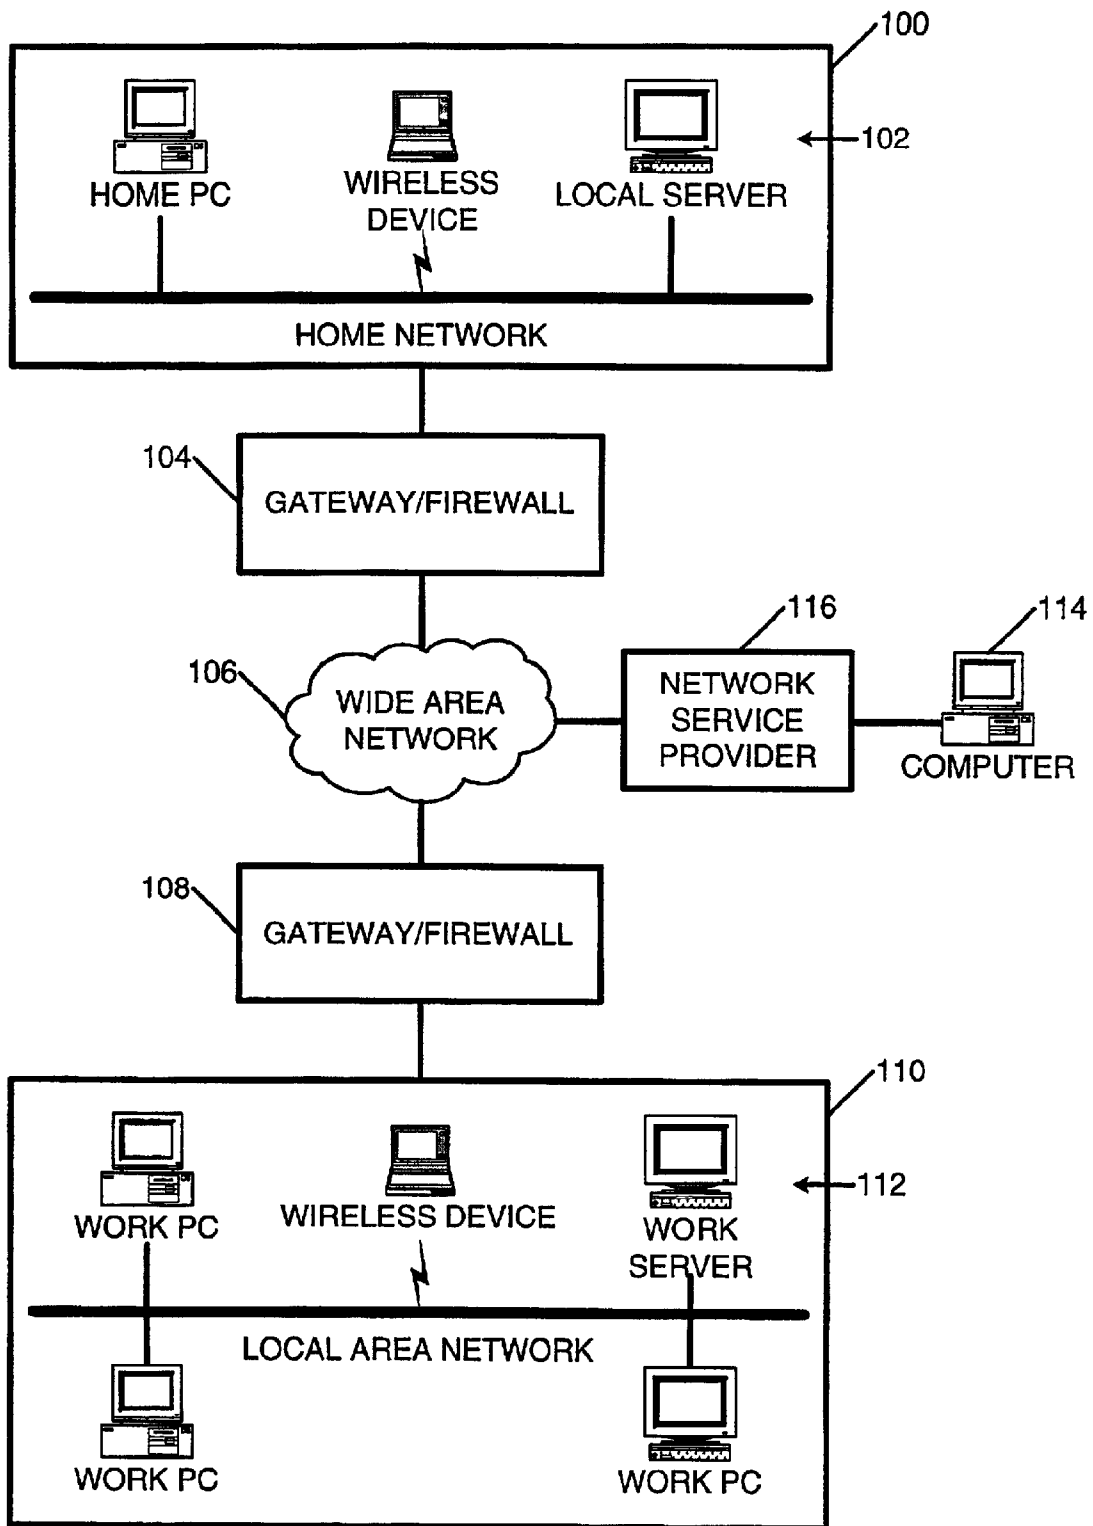 100
102
HOME PC
WIRELESS
DEVICE
LOCAL SERVER
HOME NETWORK
104
GATEWAY/FIREWALL
116
114
106
WIDE AREA
NETWORK
NETWORK
SERVICE
PROVIDER
COMPUTER
108
GATEWAY/FIREWALL
110
112
WORK PC
WIRELESS DEVICE
WORK
SERVER
LOCAL AREA NETWORK
WORK PC
WORK PC